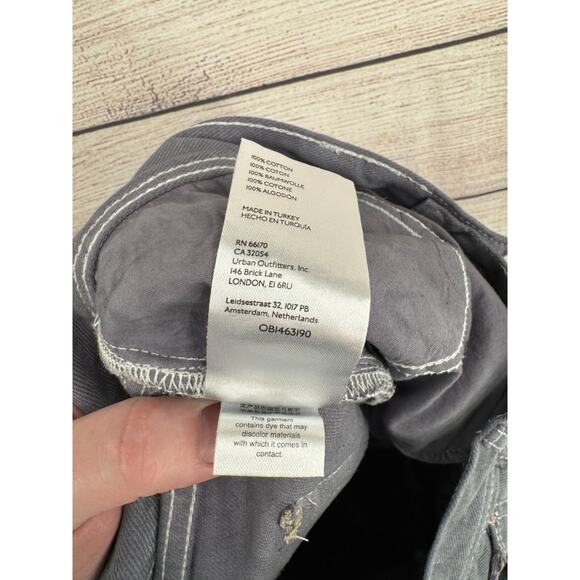 100% COTTON
100% COTON
100% BAUMWOLLE
100% COTONE
100% ALGODÓN
MADE IN TURKEY
HECHO EN TURQUÍA
RN 66170
CA 32054
Urban Outfitters, Inc.
146 Brick Lane
LONDON, E1 6RU
Leidsestraat 32, 1017 PB
Amsterdam, Netherlands
OB1463190
This garment
contains dye that may
discolor materials
with which it comes in
contact.